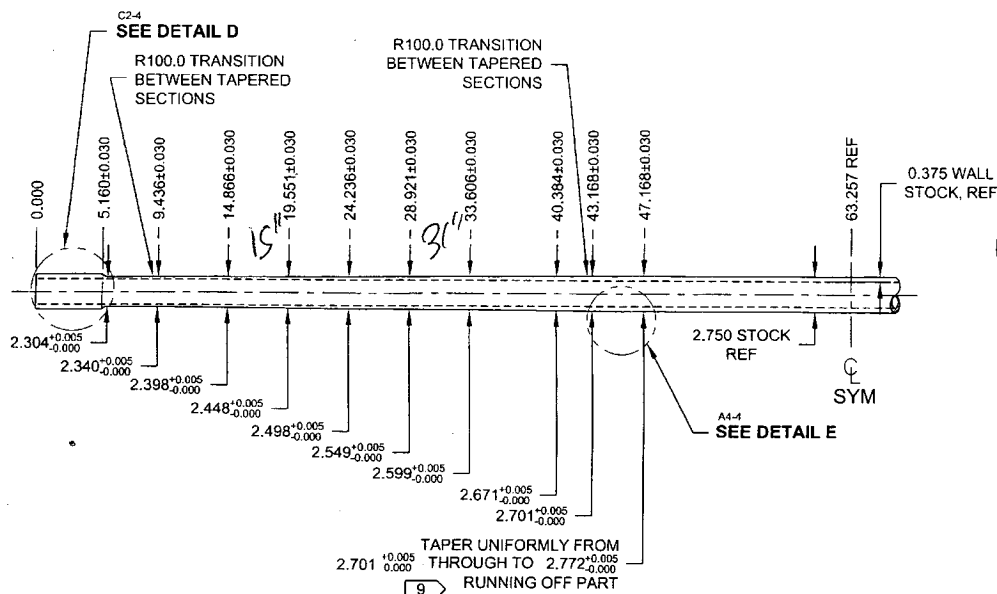 C2-4
SEE DETAIL D
R100.0 TRANSITION
BETWEEN TAPERED
SECTIONS
R100.0 TRANSITION
BETWEEN TAPERED
SECTIONS
0.000
5.160±0.030
9.436±0.030
14.866±0.030
19.551±0.030
24.236±0.030
28.921±0.030
33.606±0.030
40.384±0.030
43.168±0.030
47.168±0.030
63.257 REF
0.375 WALL
STOCK, REF
15"
31"
2.304 +0.005 -0.000
2.340 +0.005 -0.000
2.398 +0.005 -0.000
2.448 +0.005 -0.000
2.498 +0.005 -0.000
2.549 +0.005 -0.000
2.599 +0.005 -0.000
2.671 +0.005 -0.000
2.701 +0.005 -0.000
2.750 STOCK
REF
℄
SYM
A4-4
SEE DETAIL E
TAPER UNIFORMLY FROM
2.701 +0.005 0.000 THROUGH TO 2.772 +0.005 -0.000
RUNNING OFF PART
9